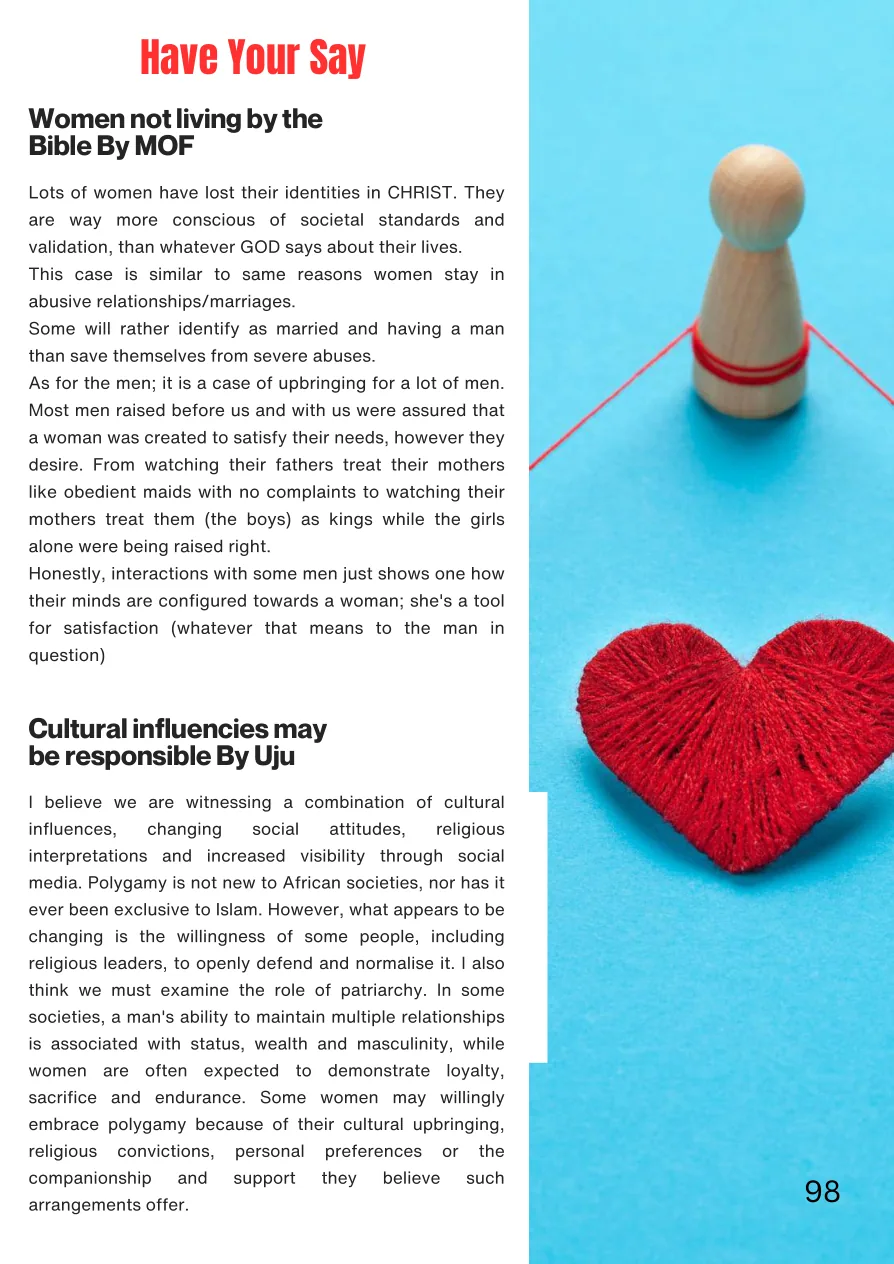 Have Your Say
Women not living by the
Bible By MOF
Lots of women have lost their identities in CHRIST. They
are way more conscious of societal standards and
validation, than whatever GOD says about their lives.
This case is similar to same reasons women stay in
abusive relationships/marriages.
Some will rather identify as married and having a man
than save themselves from severe abuses.
As for the men; it is a case of upbringing for a lot of men.
Most men raised before us and with us were assured that
a woman was created to satisfy their needs, however they
desire. From watching their fathers treat their mothers
like obedient maids with no complaints to watching their
mothers treat them (the boys) as kings while the girls
alone were being raised right.
Honestly, interactions with some men just shows one how
their minds are configured towards a woman; she's a tool
for satisfaction (whatever that means to the man in
question)
Cultural influencies may
be responsible By Uju
I believe we are witnessing a combination of cultural
influences, changing social attitudes, religious
interpretations and increased visibility through social
media. Polygamy is not new to African societies, nor has it
ever been exclusive to Islam. However, what appears to be
changing is the willingness of some people, including
religious leaders, to openly defend and normalise it. I also
think we must examine the role of patriarchy. In some
societies, a man's ability to maintain multiple relationships
is associated with status, wealth and masculinity, while
women are often expected to demonstrate loyalty,
sacrifice and endurance. Some women may willingly
embrace polygamy because of their cultural upbringing,
religious convictions, personal preferences or the
companionship and support they believe such
arrangements offer.
98